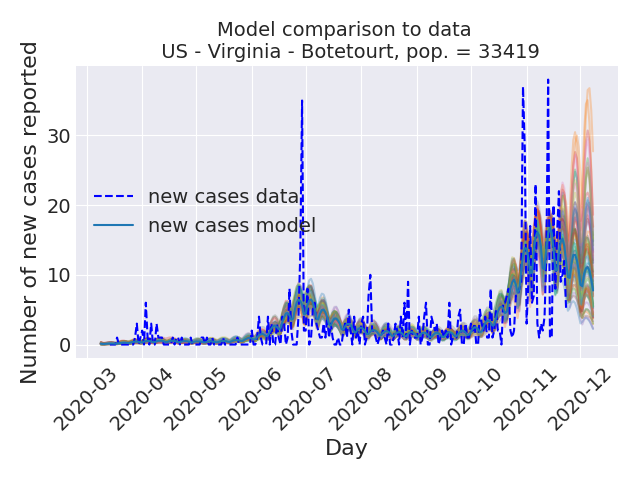 Model comparison to data
US - Virginia - Botetourt, pop. = 33419
Number of new cases reported
30
20
10
0
new cases data
new cases model
2020-03
2020-04
2020-05
2020-06
2020-07
2020-08
2020-09
2020-10
2020-11
2020-12
Day